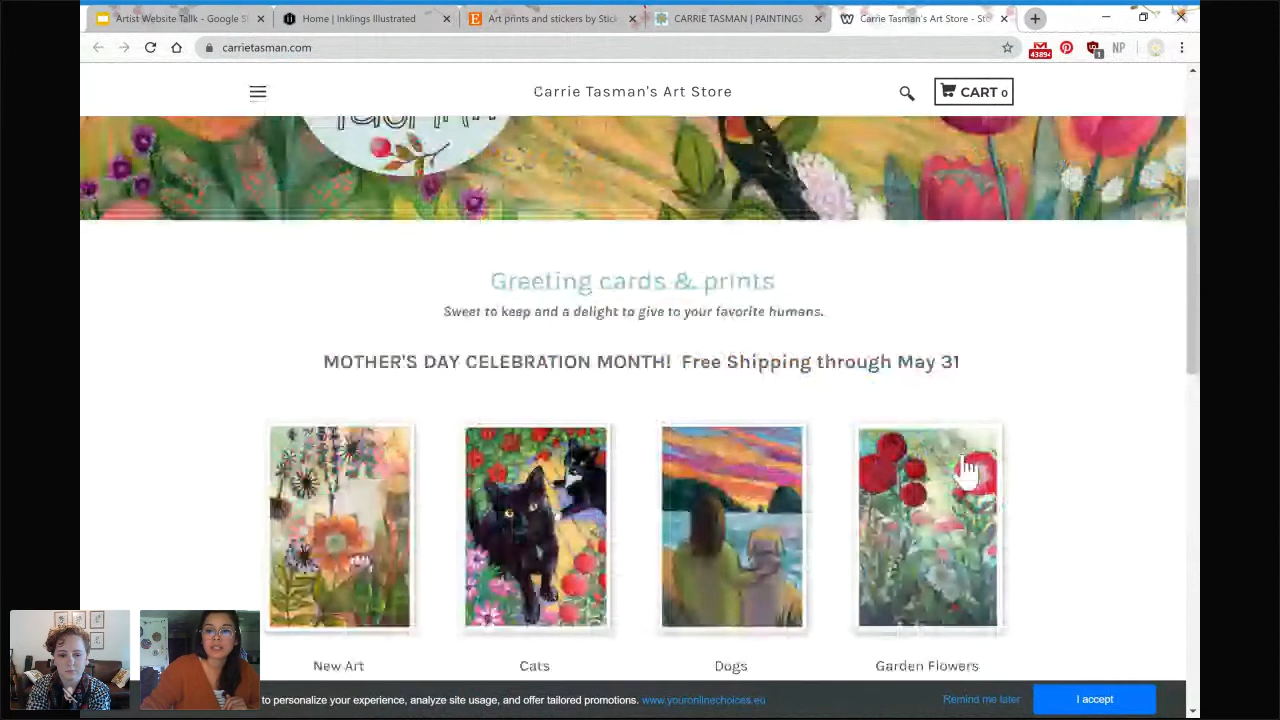 Artist Website Tallk - Google S
Home | Inklings Illustrated
Art prints and stickers by Stick
CARRIE TASMAN | PAINTINGS
Carrie Tasman's Art Store - Sto
carrietasman.com
NP
Carrie Tasman's Art Store
CART 0
Greeting cards & prints
Sweet to keep and a delight to give to your favorite humans.
MOTHER'S DAY CELEBRATION MONTH! Free Shipping through May 31
New Art
Cats
Dogs
Garden Flowers
to personalize your experience, analyze site usage, and offer tailored promotions. www.youronlinechoices.eu
Remind me later
I accept